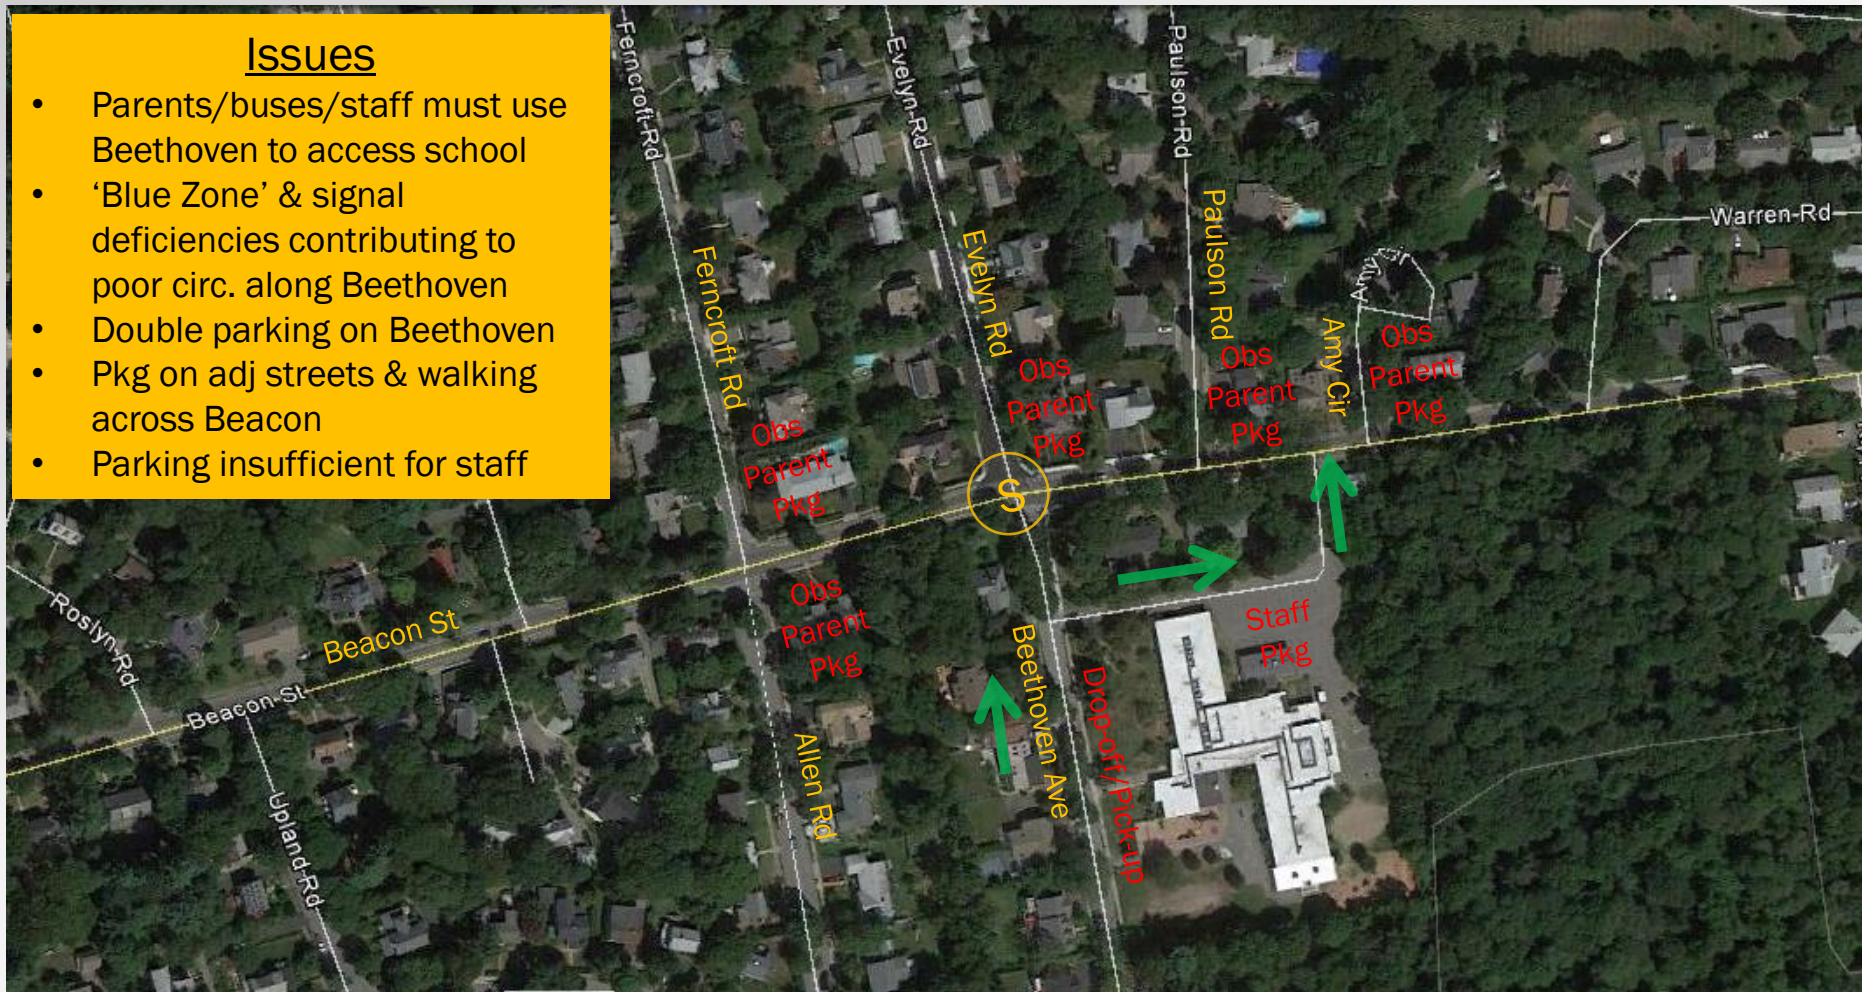 Issues
• Parents/buses/staff must use
Beethoven to access school
• ‘Blue Zone’ & signal
deficiencies contributing to
poor circ. along Beethoven
• Double parking on Beethoven
• Pkg on adj streets & walking
across Beacon
• Parking insufficient for staff
Ferncroft-Rd
Evelyn-Rd
Paulson-Rd
Warren-Rd
Amy-Cir
Ferncroft Rd
Evelyn Rd
Paulson Rd
Amy Cir
Obs
Parent
Pkg
Obs
Parent
Pkg
Obs
Parent
Pkg
Obs
Parent
Pkg
S
Obs
Parent
Pkg
Staff
Pkg
Beacon St
Roslyn-Rd
Beacon-St
Upland-Rd
Allen Rd
Beethoven Ave
Drop-off/Pick-up